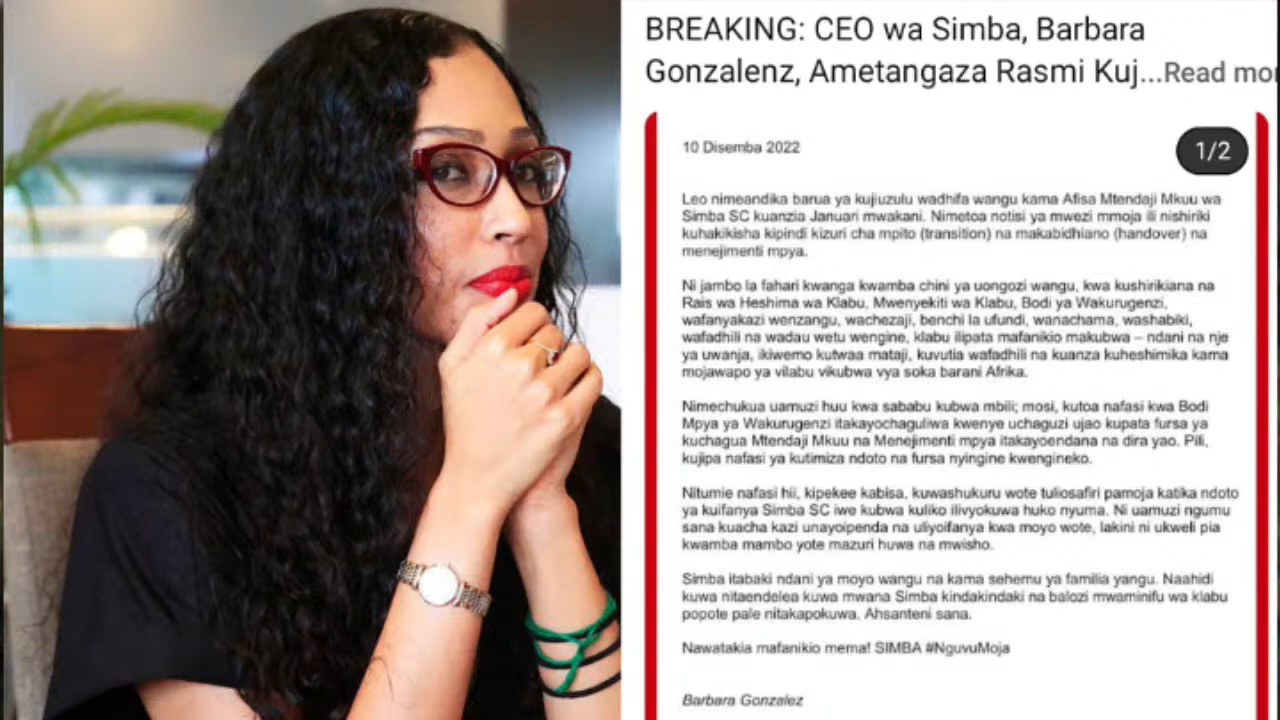 BREAKING: CEO wa Simba, Barbara
Gonzalenz, Ametangaza Rasmi Kuj...Read mor
1/2
10 Disemba 2022
Leo nimeandika barua ya kujiuzulu wadhifa wangu kama Afisa Mtendaji Mkuu wa
Simba SC kuanzia Januari mwakani. Nimetoa notisi ya mwezi mmoja ili nishiriki
kuhakikisha kipindi kizuri cha mpito (transition) na makabidhiano (handover) na
menejimenti mpya.
Ni jambo la fahari kwanga kwamba chini ya uongozi wangu, kwa kushirikiana na
Rais wa Heshima wa Klabu, Mwenyekiti wa Klabu, Bodi ya Wakurugenzi,
wafanyakazi wenzangu, wachezaji, benchi la ufundi, wanachama, washabiki,
wafadhili na wadau wetu wengine, klabu ilipata mafanikio makubwa – ndani na nje
ya uwanja, ikiwemo kutwaa mataji, kuvutia wafadhili na kuanza kuheshimika kama
mojawapo ya vilabu vikubwa vya soka barani Afrika.
Nimechukua uamuzi huu kwa sababu kubwa mbili; mosi, kutoa nafasi kwa Bodi
Mpya ya Wakurugenzi itakayochaguliwa kwenye uchaguzi ujao kupata fursa ya
kuchagua Mtendaji Mkuu na Menejimenti mpya itakayoendana na dira yao. Pili,
kujipa nafasi ya kutimiza ndoto na fursa nyingine kwengineko.
Nitumie nafasi hii, kipekee kabisa, kuwashukuru wote tuliosafiri pamoja katika ndoto
ya kuifanya Simba SC iwe kubwa kuliko ilivyokuwa huko nyuma. Ni uamuzi ngumu
sana kuacha kazi unayoipenda na uliyoifanya kwa moyo wote, lakini ni ukweli pia
kwamba mambo yote mazuri huwa na mwisho.
Simba itabaki ndani ya moyo wangu na kama sehemu ya familia yangu. Naahidi
kuwa nitaendelea kuwa mwana Simba kindakindaki na balozi mwaminifu wa klabu
popote pale nitakapokuwa. Ahsanteni sana.
Nawatakia mafanikio mema! SIMBA #NguvuMoja
Barbara Gonzalez